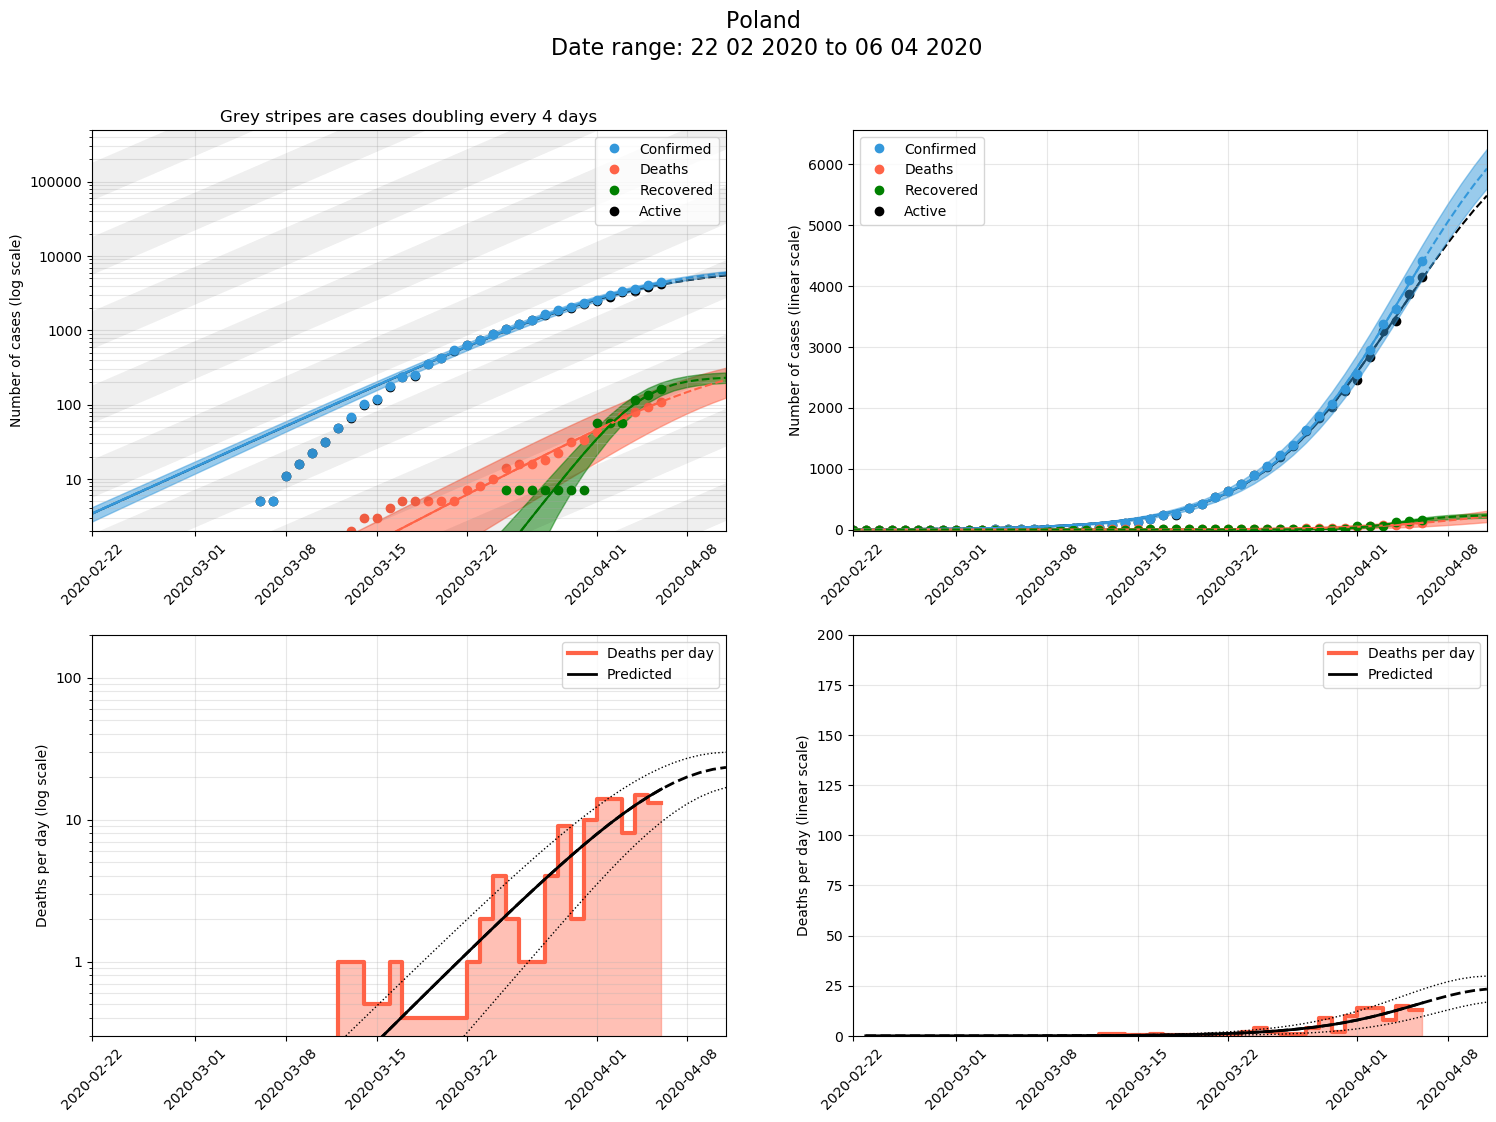 Poland
Date range: 22 02 2020 to 06 04 2020
Grey stripes are cases doubling every 4 days
Number of cases (log scale)
100000
10000
1000
100
10
Confirmed
Deaths
Recovered
Active
2020-02-22
2020-03-01
2020-03-08
2020-03-15
2020-03-22
2020-04-01
2020-04-08
Number of cases (linear scale)
6000
5000
4000
3000
2000
1000
0
Confirmed
Deaths
Recovered
Active
2020-02-22
2020-03-01
2020-03-08
2020-03-15
2020-03-22
2020-04-01
2020-04-08
Deaths per day (log scale)
100
10
1
Deaths per day
Predicted
2020-02-22
2020-03-01
2020-03-08
2020-03-15
2020-03-22
2020-04-01
2020-04-08
Deaths per day (linear scale)
200
175
150
125
100
75
50
25
0
Deaths per day
Predicted
2020-02-22
2020-03-01
2020-03-08
2020-03-15
2020-03-22
2020-04-01
2020-04-08